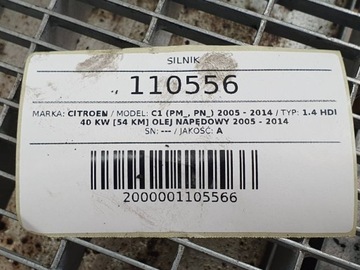 SILNIK
110556
MARKA: CITROEN / MODEL: C1 (PM_, PN_) 2005 - 2014 / TYP: 1.4 HDI
40 KW [54 KM] OLEJ NAPĘDOWY 2005 - 2014
SN: --- / JAKOŚĆ: A
2000001105566